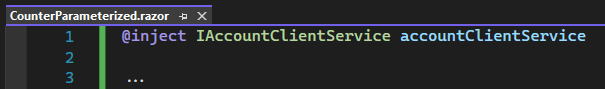 CounterParameterized.razor
1 @inject IAccountClientService accountClientService
2
3 ...